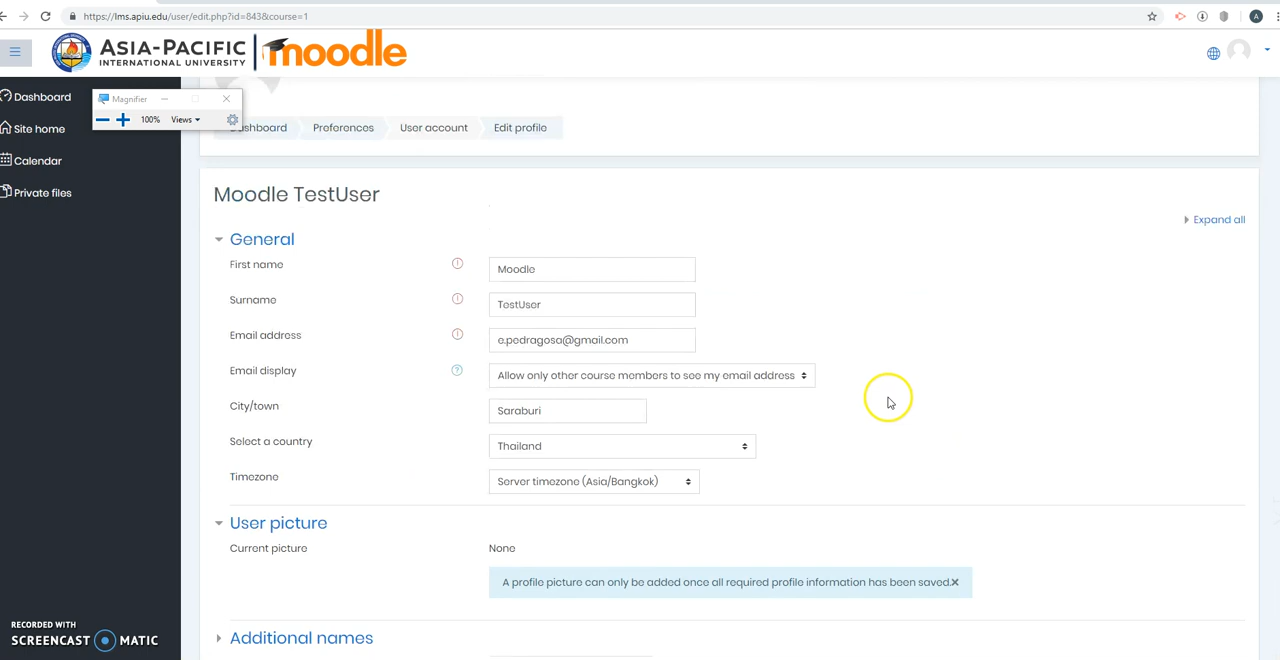 https://lms.apiu.edu/user/edit.php?id=843&course=1
A
ASIA-PACIFIC
INTERNATIONAL UNIVERSITY
moodle
Dashboard
Site home
Calendar
Private files
Magnifier
100%
Views
shboard
Preferences
User account
Edit profile
Moodle TestUser
Expand all
General
First name
Moodle
Surname
TestUser
Email address
e.pedragosa@gmail.com
Email display
Allow only other course members to see my email address
City/town
Saraburi
Select a country
Thailand
Timezone
Server timezone (Asia/Bangkok)
User picture
Current picture
None
A profile picture can only be added once all required profile information has been saved.
Additional names
RECORDED WITH
SCREENCAST MATIC